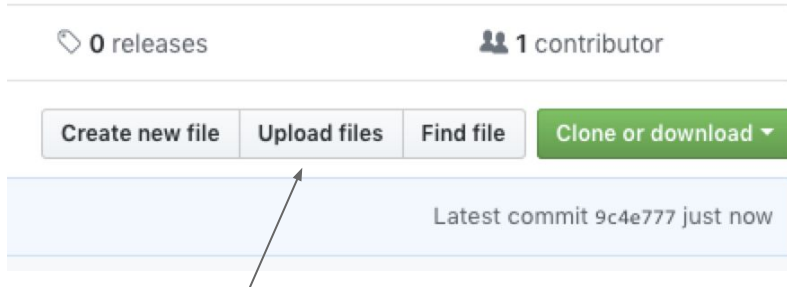 0 releases 1 contributor
Create new file Upload files Find file Clone or download
Latest commit 9c4e777 just now